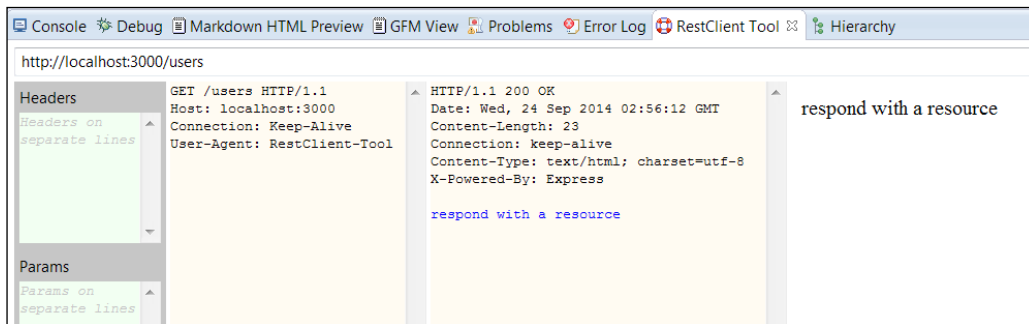 Console Debug Markdown HTML Preview GFM View Problems Error Log RestClient Tool Hierarchy
http://localhost:3000/users
Headers
Headers on
separate lines
Params
Params on
separate lines
GET /users HTTP/1.1
Host: localhost:3000
Connection: Keep-Alive
User-Agent: RestClient-Tool
HTTP/1.1 200 OK
Date: Wed, 24 Sep 2014 02:56:12 GMT
Content-Length: 23
Connection: keep-alive
Content-Type: text/html; charset=utf-8
X-Powered-By: Express
respond with a resource
respond with a resource